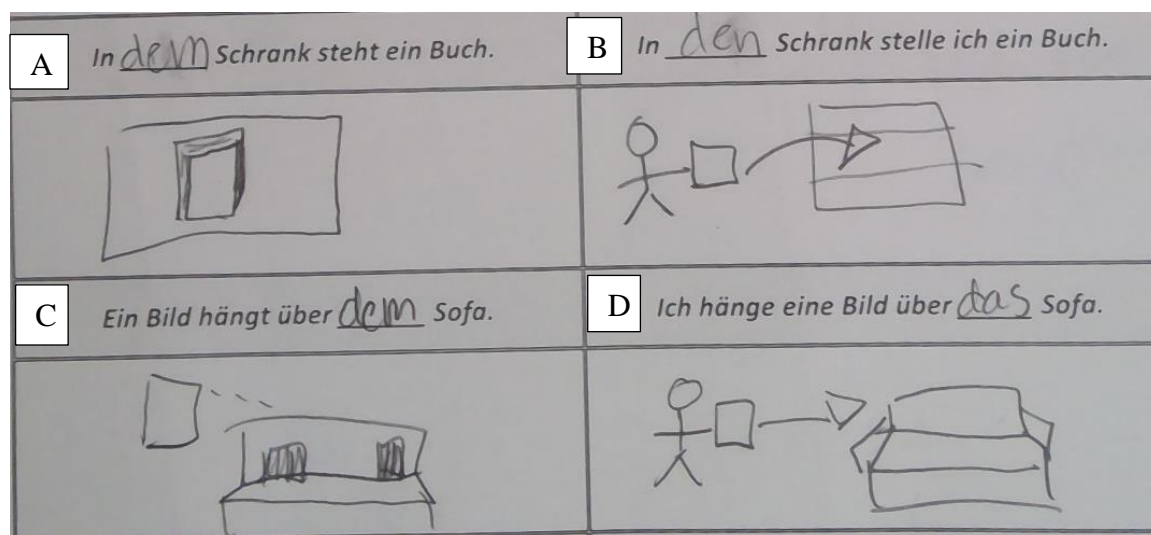 A In dem Schrank steht ein Buch.
B In den Schrank stelle ich ein Buch.
C Ein Bild hängt über dem Sofa.
D Ich hänge eine Bild über das Sofa.